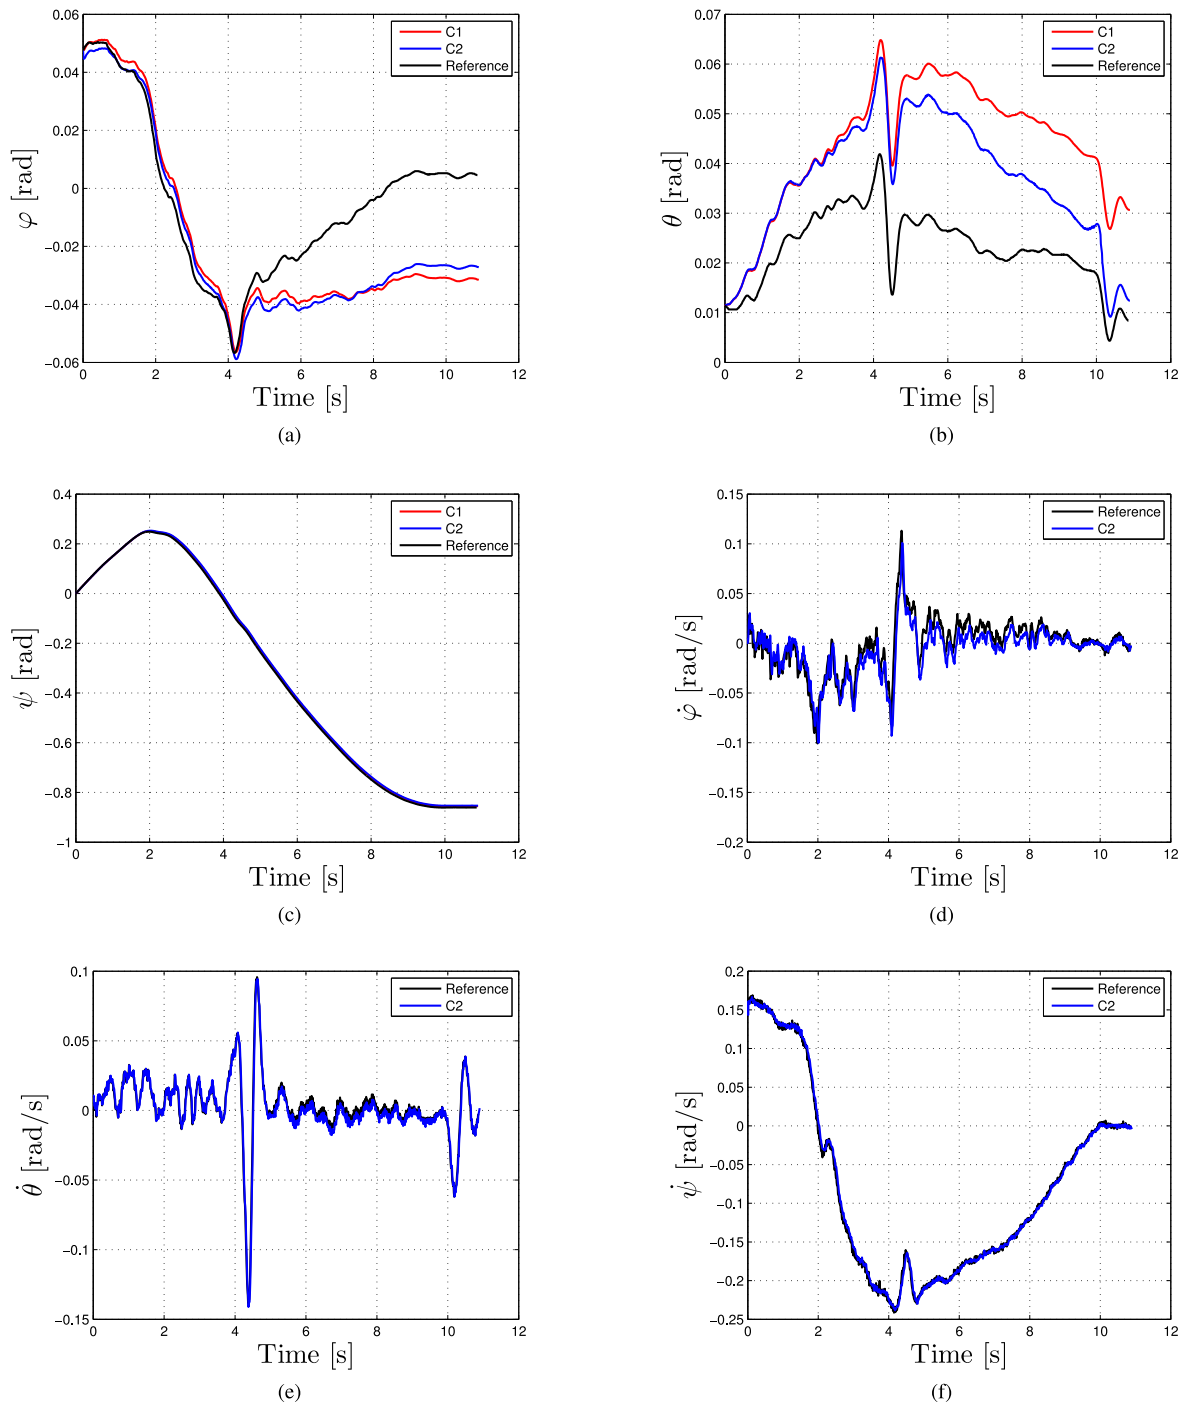 0.06
0.04
0.02
0
−0.02
−0.04
−0.06
φ [rad]
C1
C2
Reference
0 2 4 6 8 10 12
Time [s]
(a)
0.07
0.06
0.05
0.04
0.03
0.02
0.01
0
θ [rad]
C1
C2
Reference
0 2 4 6 8 10 12
Time [s]
(b)
0.4
0.2
0
−0.2
−0.4
−0.6
−0.8
−1
ψ [rad]
C1
C2
Reference
0 2 4 6 8 10 12
Time [s]
(c)
0.15
0.1
0.05
0
−0.05
−0.1
−0.15
−0.2
φ̇ [rad/s]
Reference
C2
0 2 4 6 8 10 12
Time [s]
(d)
0.1
0.05
0
−0.05
−0.1
−0.15
θ̇ [rad/s]
Reference
C2
0 2 4 6 8 10 12
Time [s]
(e)
0.2
0.15
0.1
0.05
0
−0.05
−0.1
−0.15
−0.2
−0.25
ψ̇ [rad/s]
Reference
C2
0 2 4 6 8 10 12
Time [s]
(f)